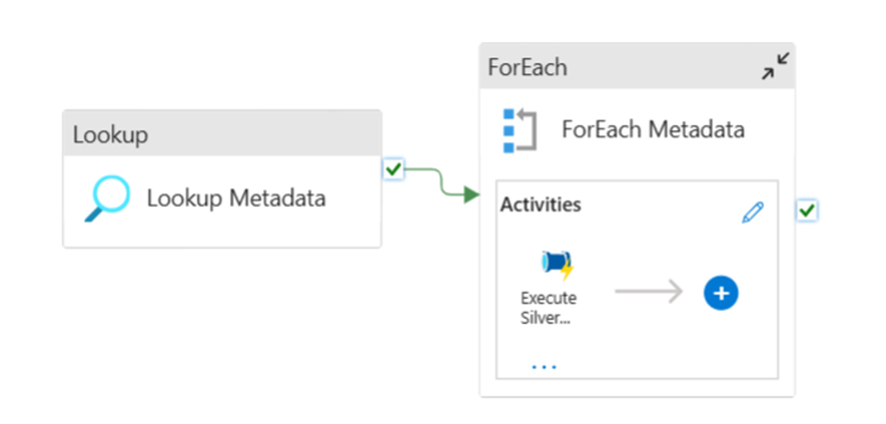 Lookup
Lookup Metadata
ForEach
ForEach Metadata
Activities
Execute
Silver...
...